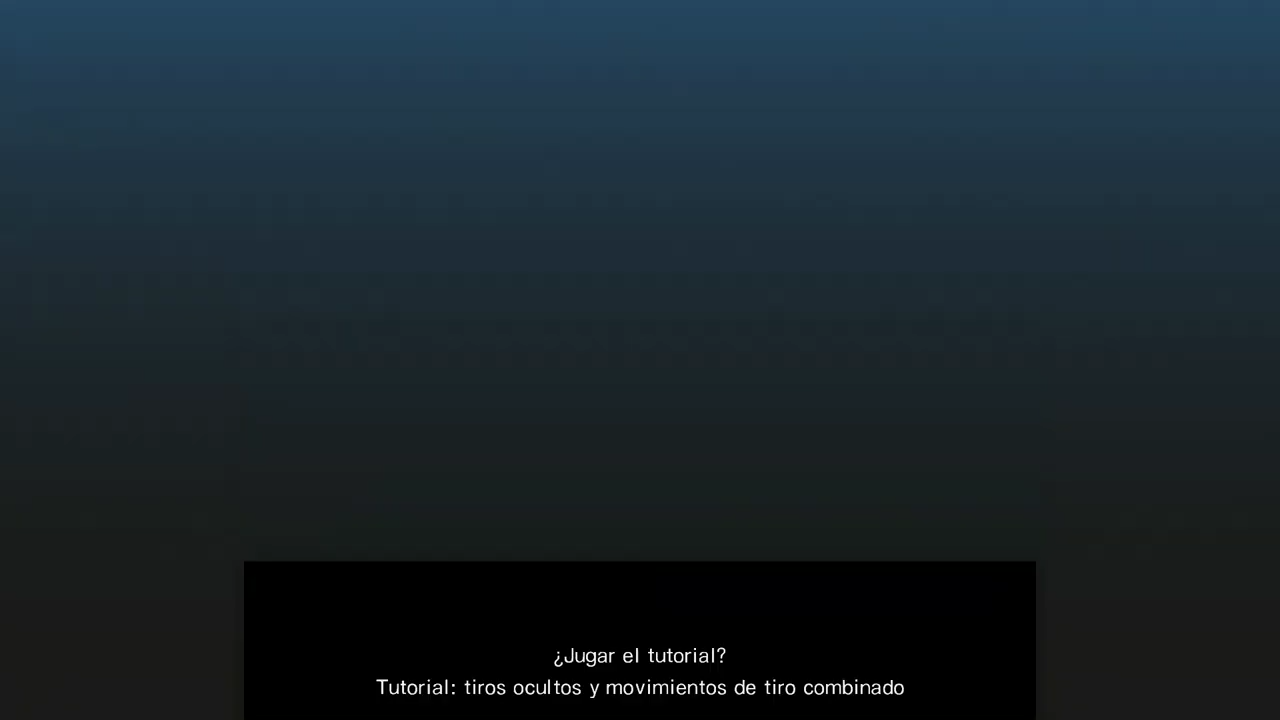 ¿Jugar el tutorial?
Tutorial: tiros ocultos y movimientos de tiro combinado